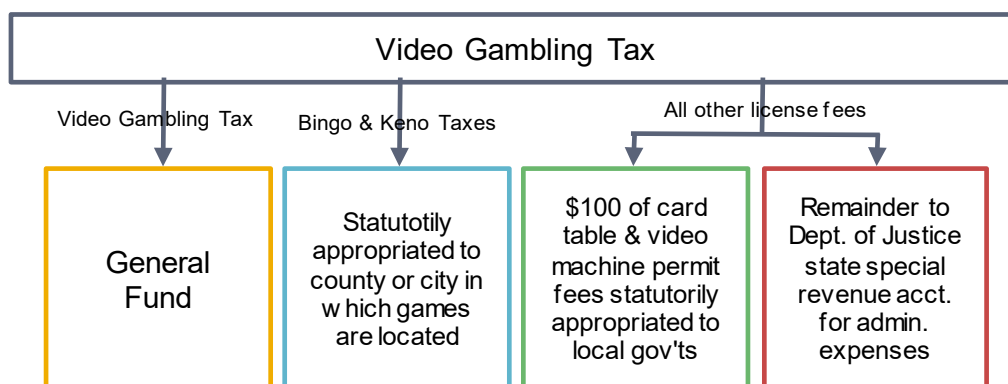 Video Gambling Tax
Video Gambling Tax
Bingo & Keno Taxes
All other license fees
General
Fund
Statutotily
appropriated to
county or city in
w hich games
are located
$100 of card
table & video
machine permit
fees statutorily
appropriated to
local gov'ts
Remainder to
Dept. of Justice
state special
revenue acct.
for admin.
expenses